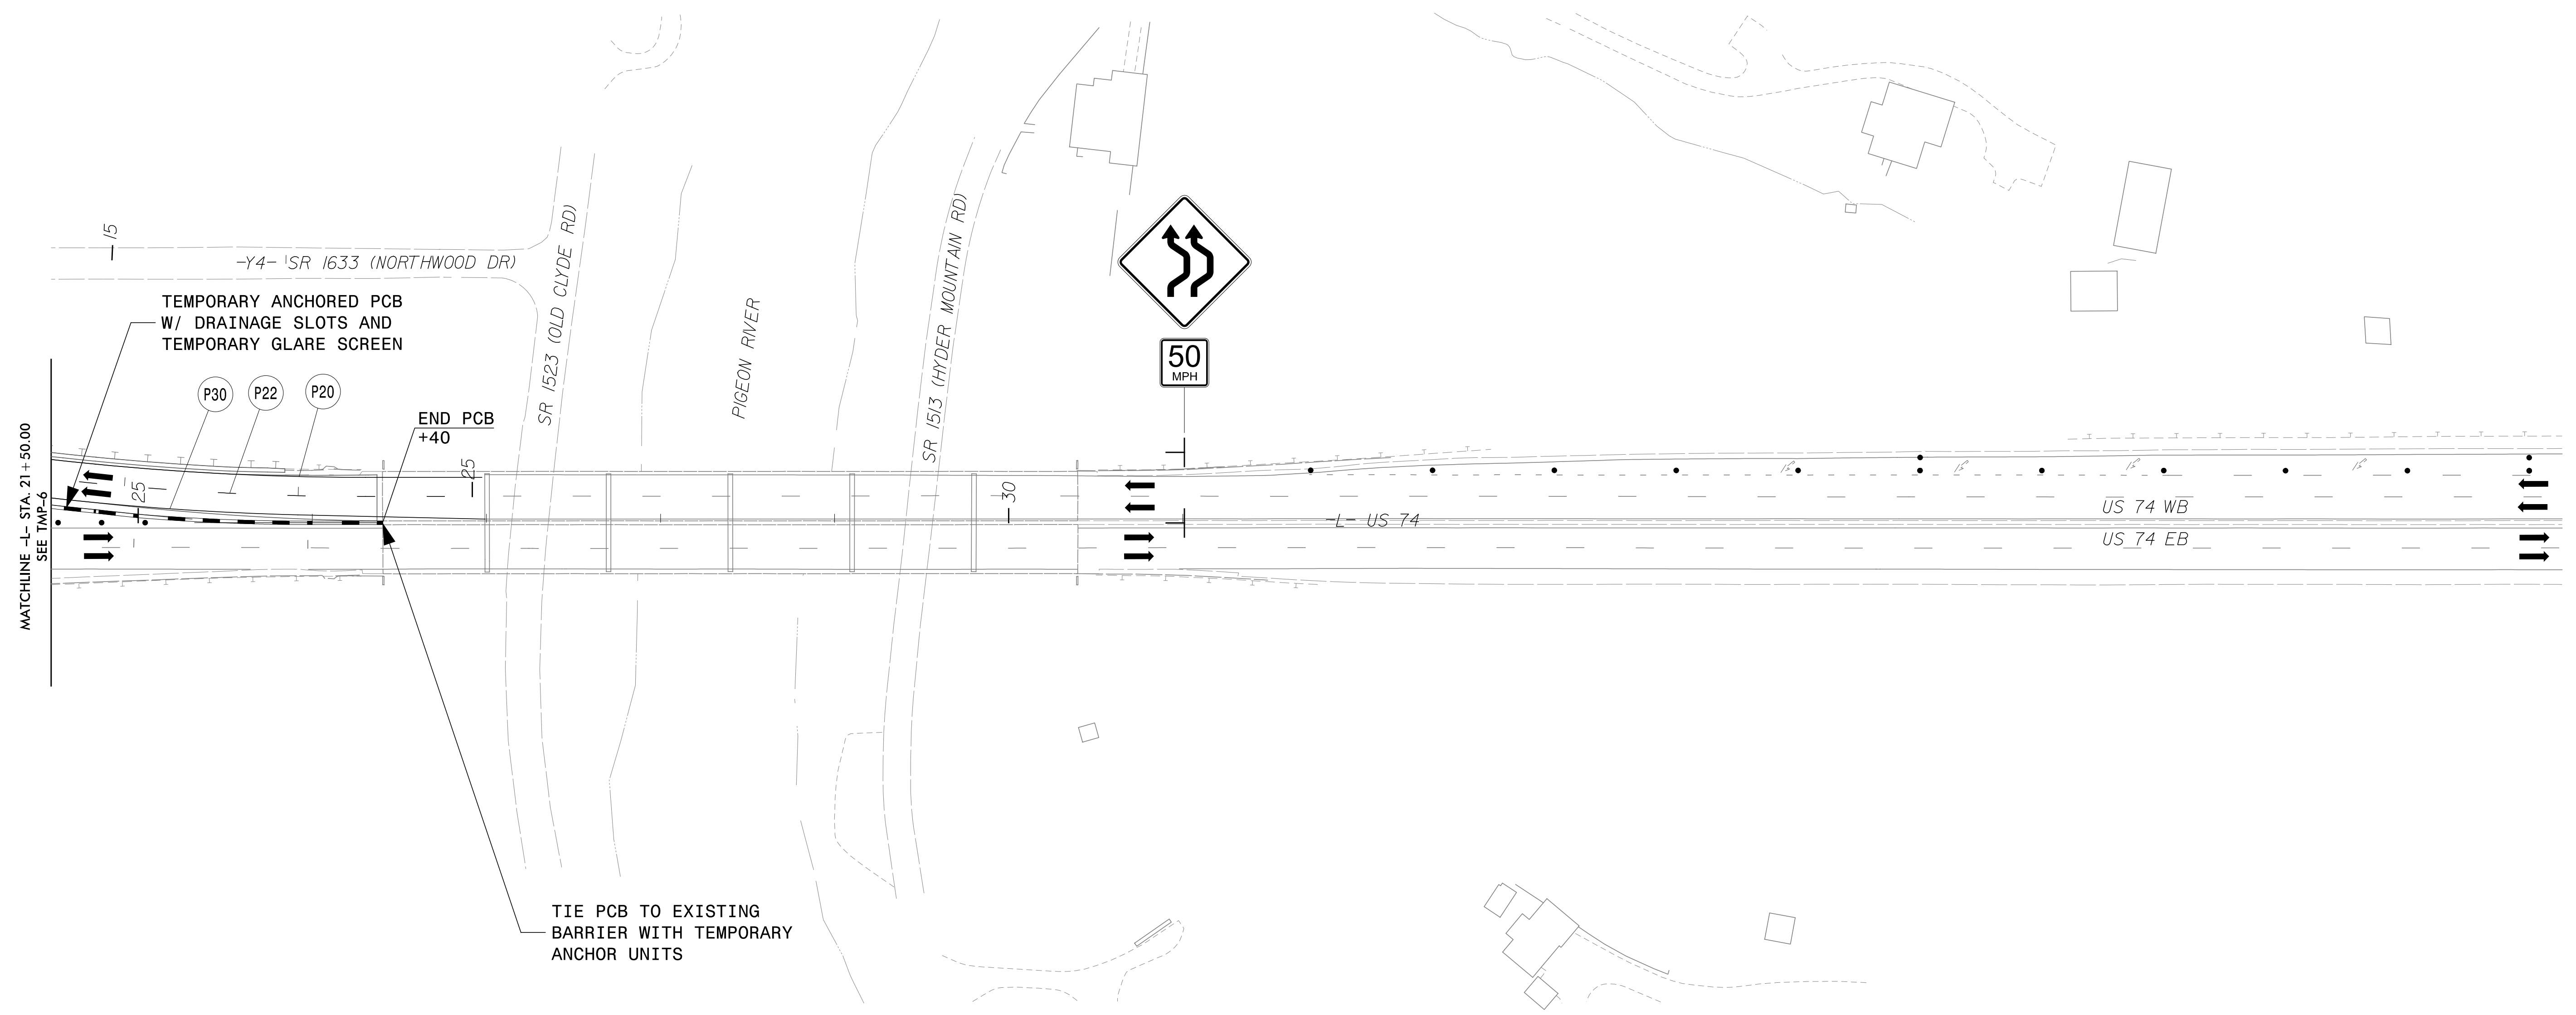 15
-Y4- SR 1633 (NORTHWOOD DR)
TEMPORARY ANCHORED PCB
W/ DRAINAGE SLOTS AND
TEMPORARY GLARE SCREEN
P30
P22
P20
END PCB
+40
MATCHLINE -L- STA. 21+50.00
SEE TMP-6
25
25
SR 1523 (OLD CLYDE RD)
PIGEON RIVER
SR 1513 (HYDER MOUNTAIN RD)
50
MPH
30
-L- US 74
US 74 WB
US 74 EB
TIE PCB TO EXISTING
BARRIER WITH TEMPORARY
ANCHOR UNITS